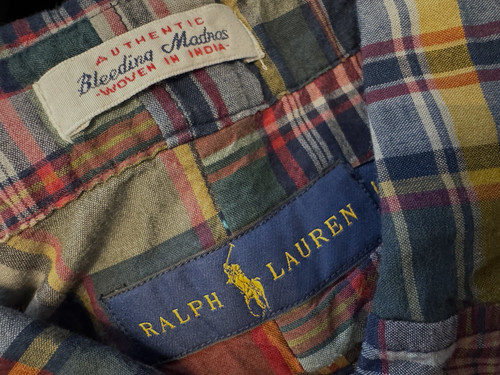 AUTHENTIC
Bleeding Madras
-WOVEN IN INDIA-
RALPH LAUREN